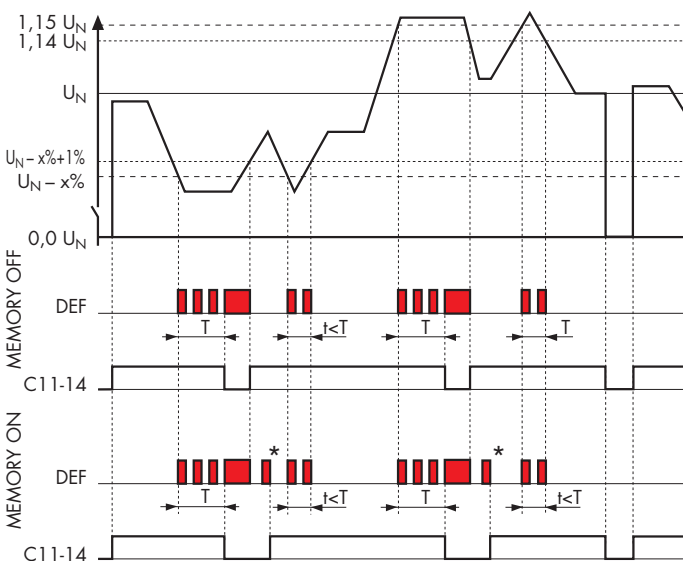 1,15 U_N
1,14 U_N
U_N
U_N – x%+1%
U_N – x%
0,0 U_N
MEMORY OFF
DEF
T
t<T
T
T
C11-14
MEMORY ON
DEF
*
*
T
t<T
T
t<T
C11-14